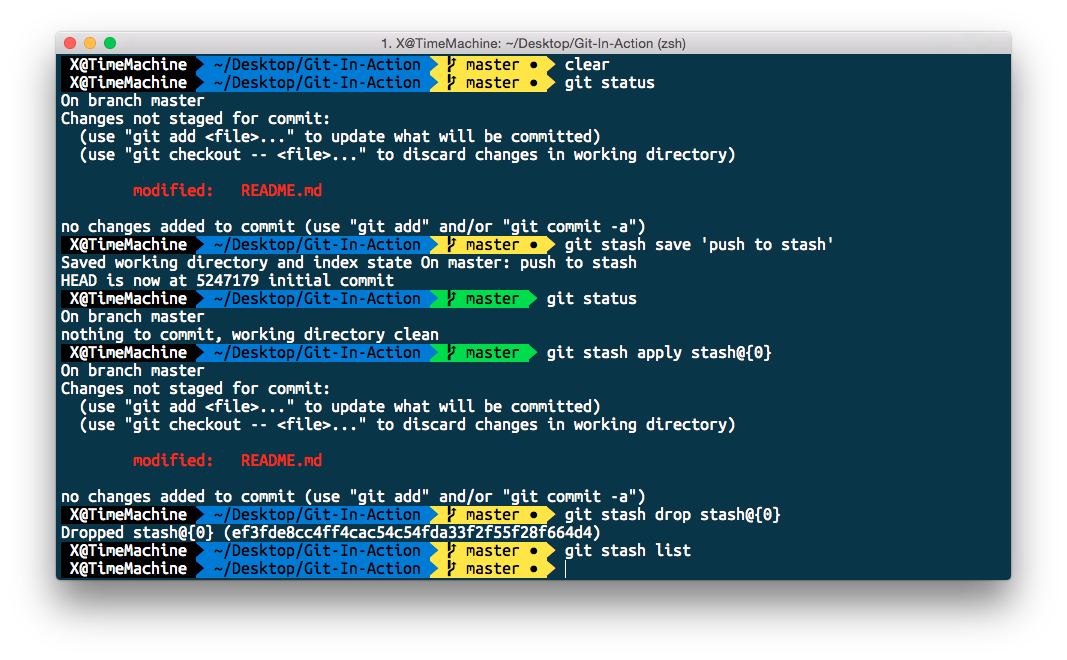 1. X@TimeMachine: ~/Desktop/Git-In-Action (zsh)
X@TimeMachine ~/Desktop/Git-In-Action master ● clear
X@TimeMachine ~/Desktop/Git-In-Action master ● git status
On branch master
Changes not staged for commit:
  (use "git add <file>..." to update what will be committed)
  (use "git checkout -- <file>..." to discard changes in working directory)
        modified:   README.md
no changes added to commit (use "git add" and/or "git commit -a")
X@TimeMachine ~/Desktop/Git-In-Action master ● git stash save 'push to stash'
Saved working directory and index state On master: push to stash
HEAD is now at 5247179 initial commit
X@TimeMachine ~/Desktop/Git-In-Action master git status
On branch master
nothing to commit, working directory clean
X@TimeMachine ~/Desktop/Git-In-Action master git stash apply stash@{0}
On branch master
Changes not staged for commit:
  (use "git add <file>..." to update what will be committed)
  (use "git checkout -- <file>..." to discard changes in working directory)
        modified:   README.md
no changes added to commit (use "git add" and/or "git commit -a")
X@TimeMachine ~/Desktop/Git-In-Action master ● git stash drop stash@{0}
Dropped stash@{0} (ef3fde8cc4ff4cac54c54fda33f2f55f28f664d4)
X@TimeMachine ~/Desktop/Git-In-Action master ● git stash list
X@TimeMachine ~/Desktop/Git-In-Action master ●